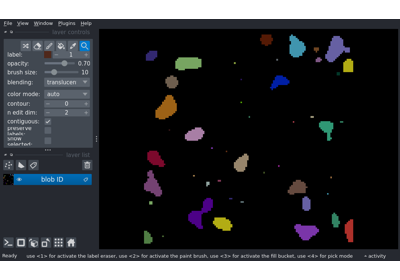 File View Window Plugins Help
layer controls
label: 1
opacity: 0.70
brush size: 10
blending: translucen
color mode: auto
contour: 0
n edit dim: 2
contiguous: ✓
preserve labels:
show selected:
layer list
blob ID
Ready use <1> for activate the label eraser, use <2> for activate the paint brush, use <3> for activate the fill bucket, use <4> for activate the pick mode activity